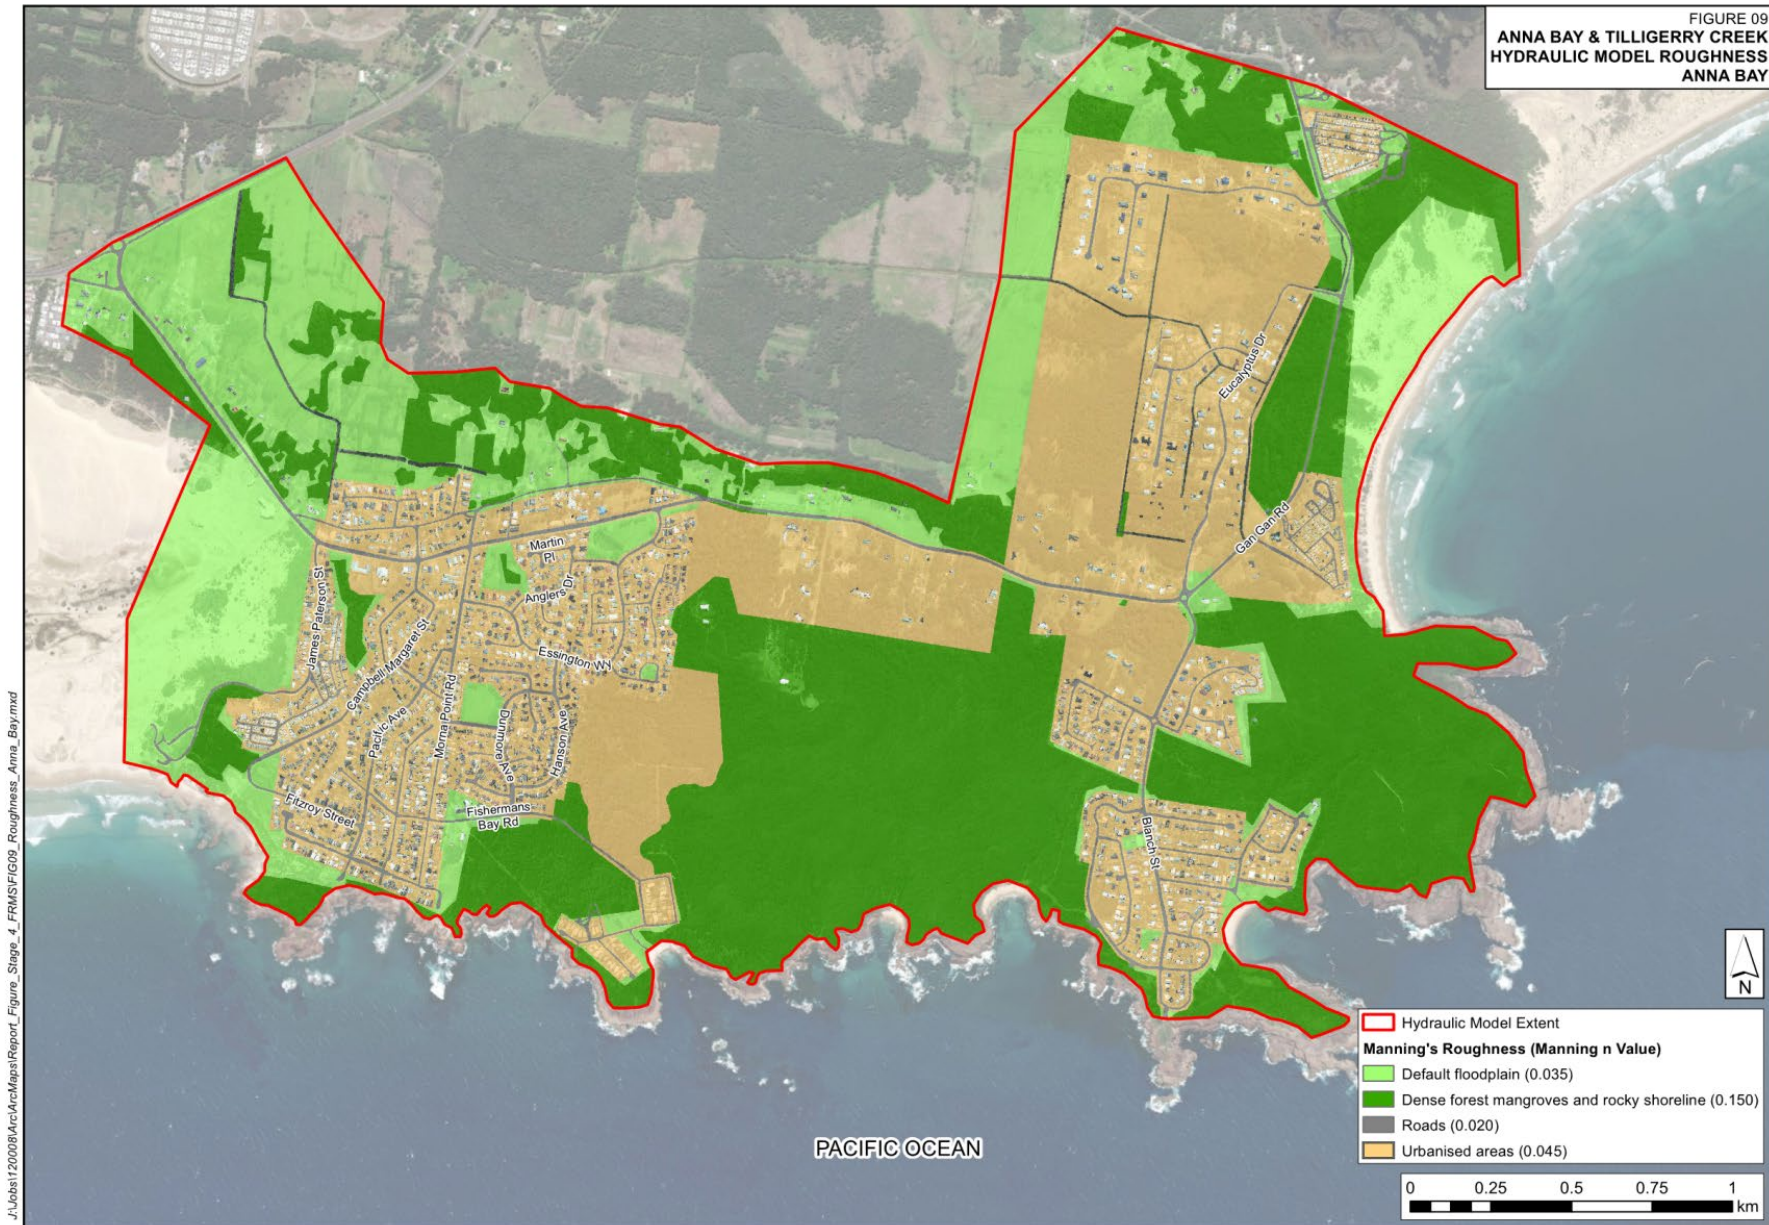 FIGURE 09
ANNA BAY & TILLIGERRY CREEK
HYDRAULIC MODEL ROUGHNESS
ANNA BAY
Eucalyptus Dr
Gan Gan Rd
Martin
Pl
Anglers Dr
James Paterson St
Campbell Margaret St
Essington WY
Morna Point Rd
Pacific Ave
Dunmore Ave
Hanson Ave
Fitzroy Street
Fishermans
Bay Rd
Blanch St
PACIFIC OCEAN
N
Hydraulic Model Extent
Manning's Roughness (Manning n Value)
Default floodplain (0.035)
Dense forest mangroves and rocky shoreline (0.150)
Roads (0.020)
Urbanised areas (0.045)
0 0.25 0.5 0.75 1
km
J:\Jobs\120008\Arc\ArcMaps\Report_Figure_Stage_4_FRMS\FIG09_Roughness_Anna_Bay.mxd